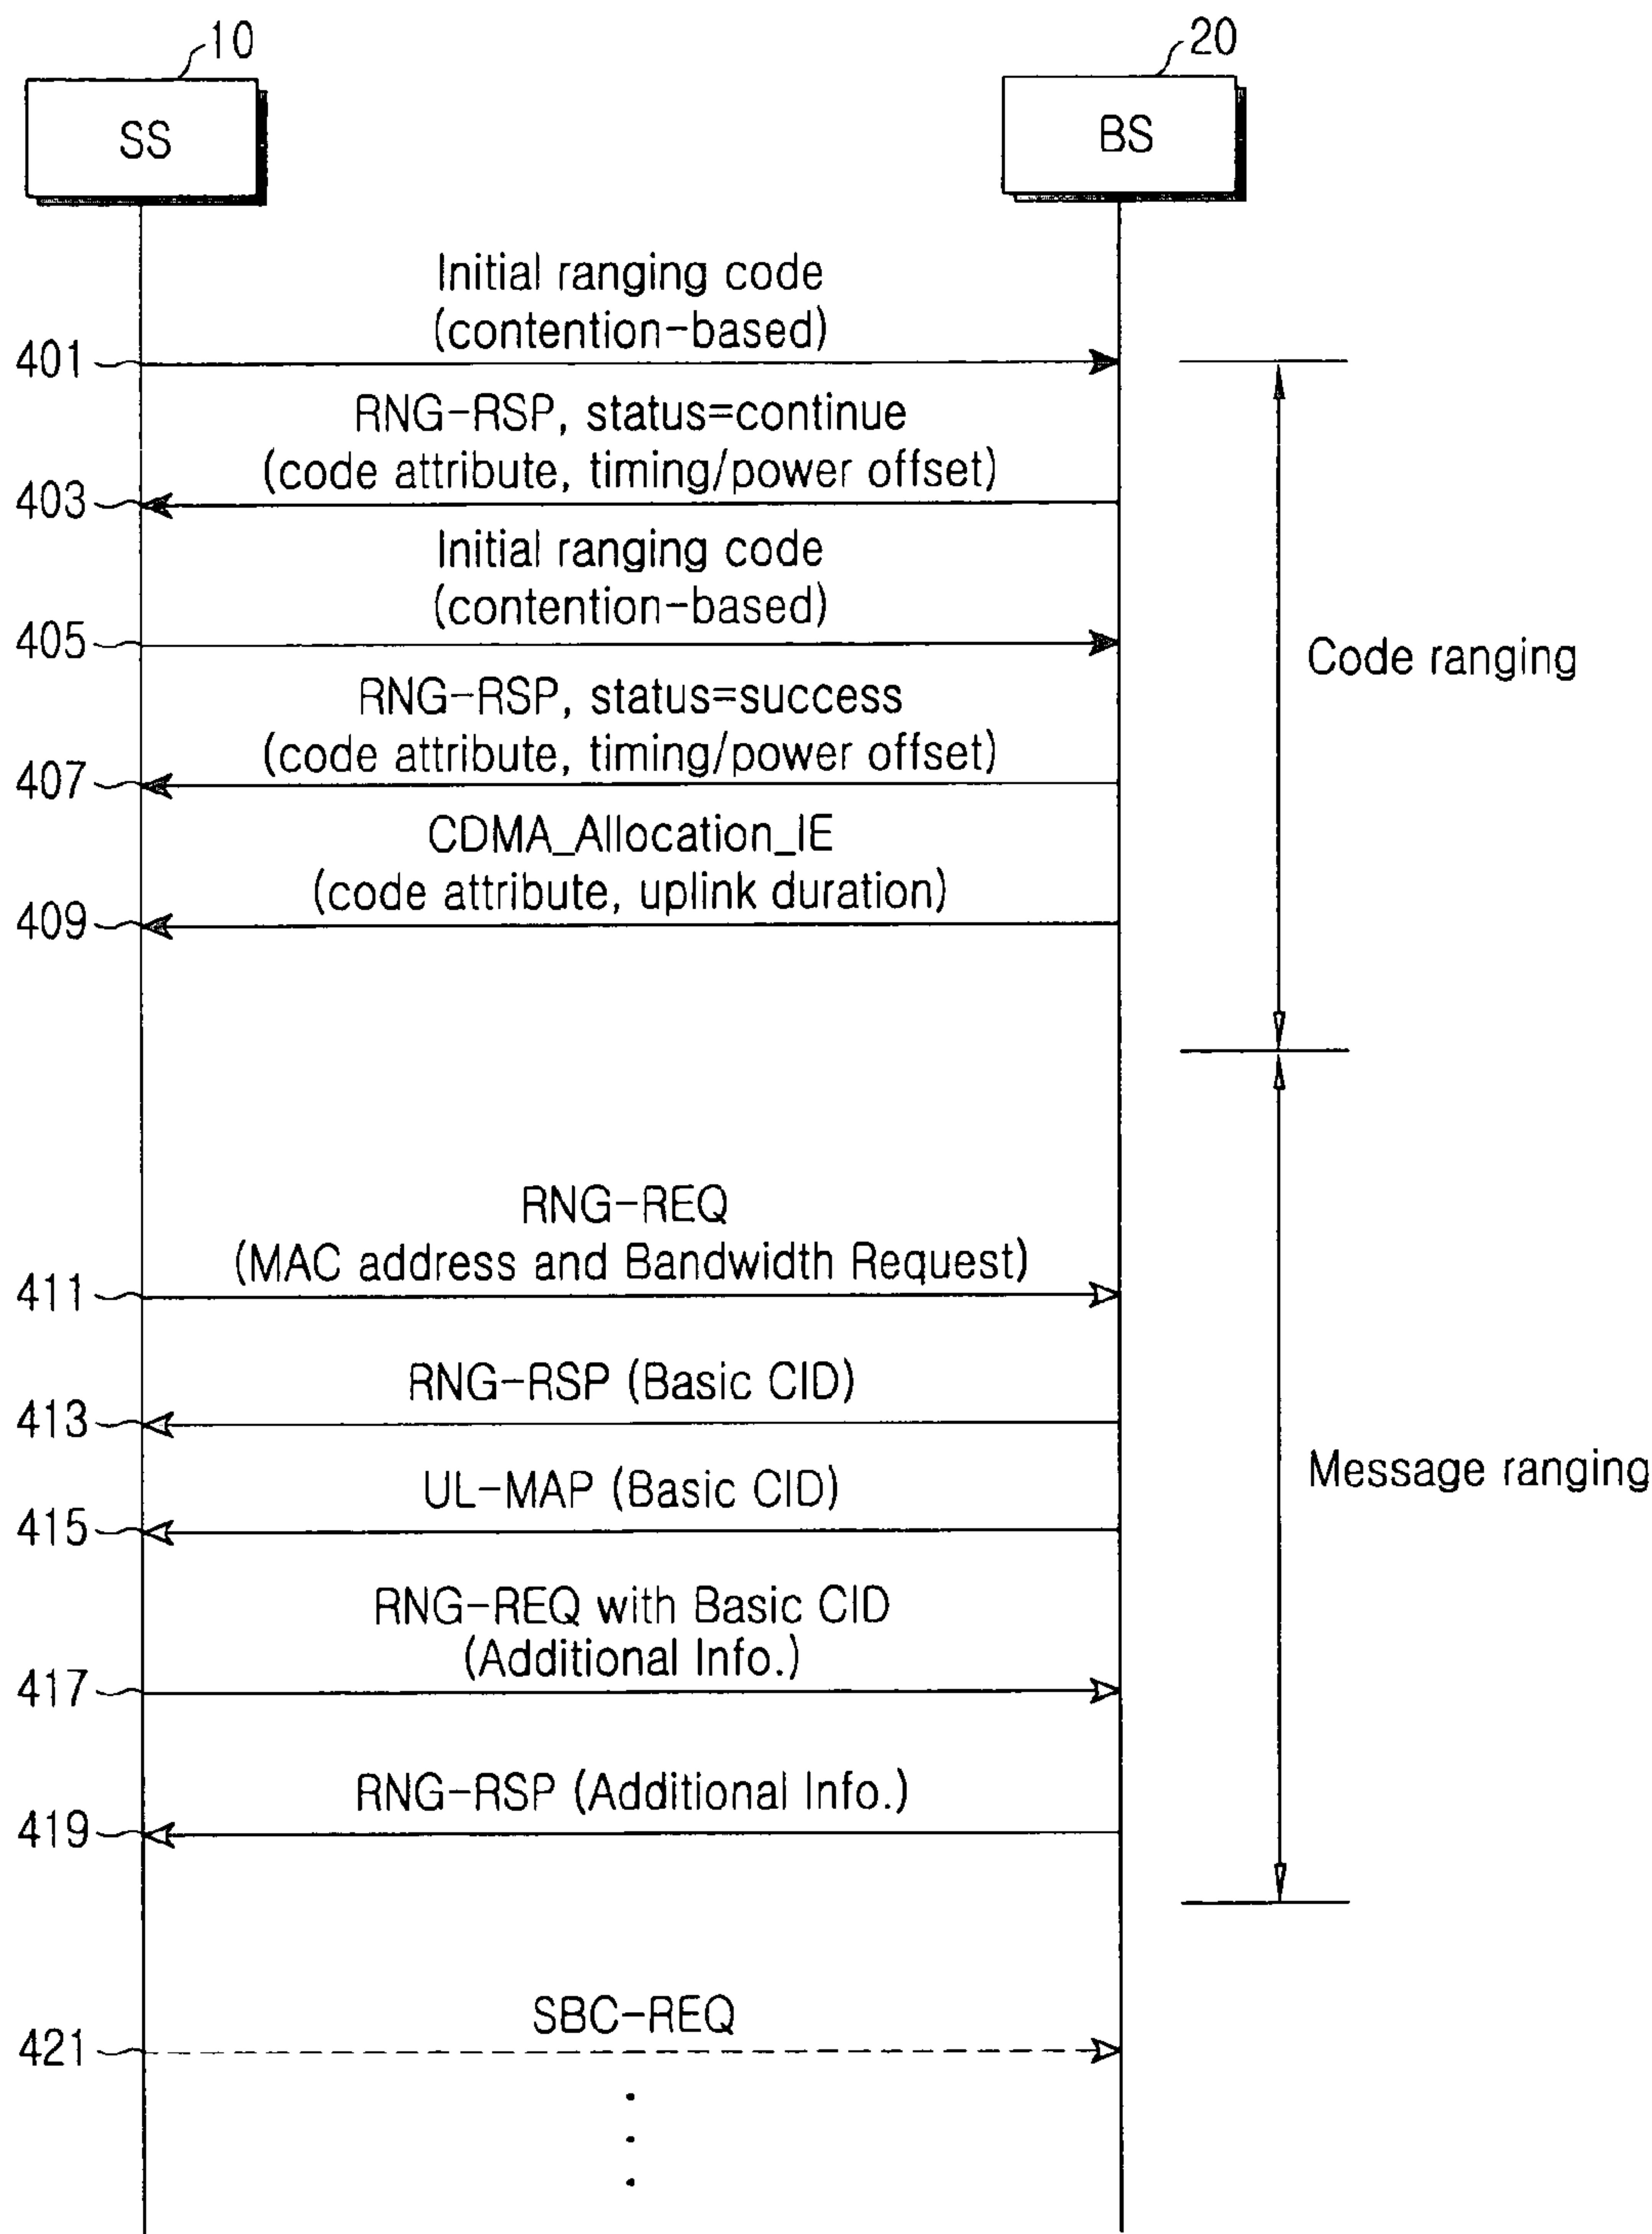 10
20
SS
BS
Initial ranging code
(contention-based)
401
RNG-RSP, status=continue
(code attribute, timing/power offset)
403
Initial ranging code
(contention-based)
405
Code ranging
RNG-RSP, status=success
(code attribute, timing/power offset)
407
CDMA_Allocation_IE
(code attribute, uplink duration)
409
RNG-REQ
(MAC address and Bandwidth Request)
411
RNG-RSP (Basic CID)
413
Message ranging
UL-MAP (Basic CID)
415
RNG-REQ with Basic CID
(Additional Info.)
417
RNG-RSP (Additional Info.)
419
SBC-REQ
421